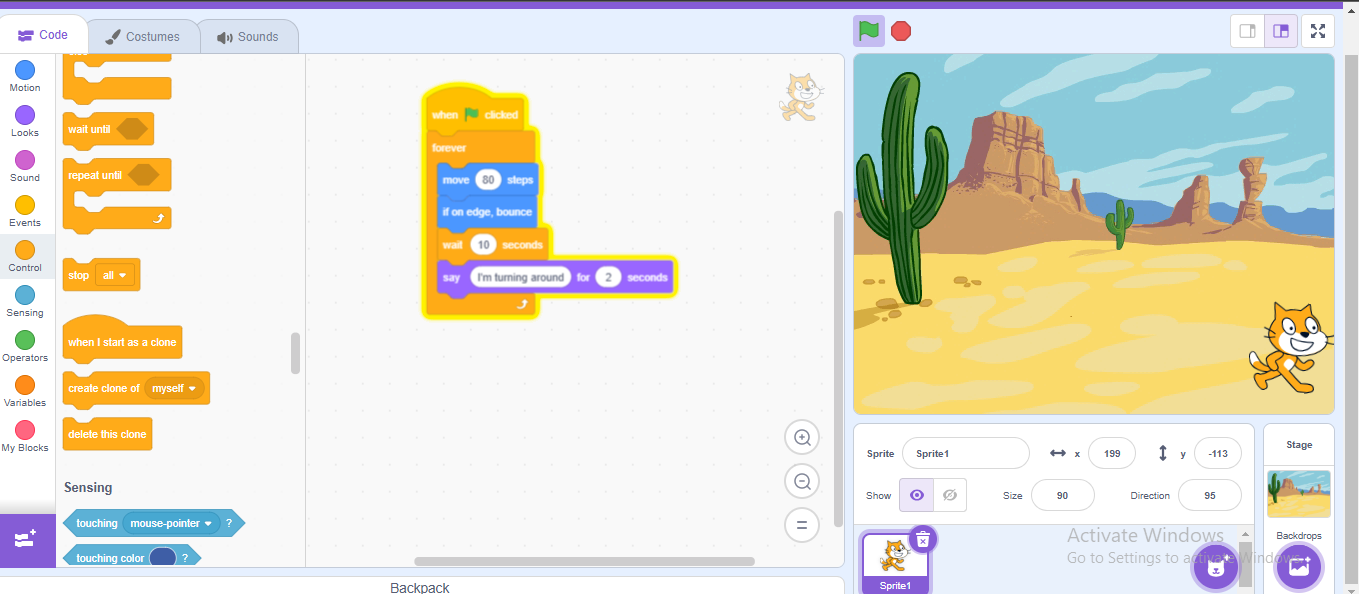 Code
Costumes
Sounds
Motion
Looks
Sound
Events
Control
Sensing
Operators
Variables
My Blocks
wait until
repeat until
stop all
when I start as a clone
create clone of myself
delete this clone
Sensing
touching mouse-pointer ?
touching color ?
when clicked
forever
move 80 steps
if on edge, bounce
wait 10 seconds
say I'm turning around for 2 seconds
Backpack
Sprite Sprite1 x 199 y -113
Show Size 90 Direction 95
Sprite1
Stage
Backdrops
Activate Windows
Go to Settings to activate Windows.